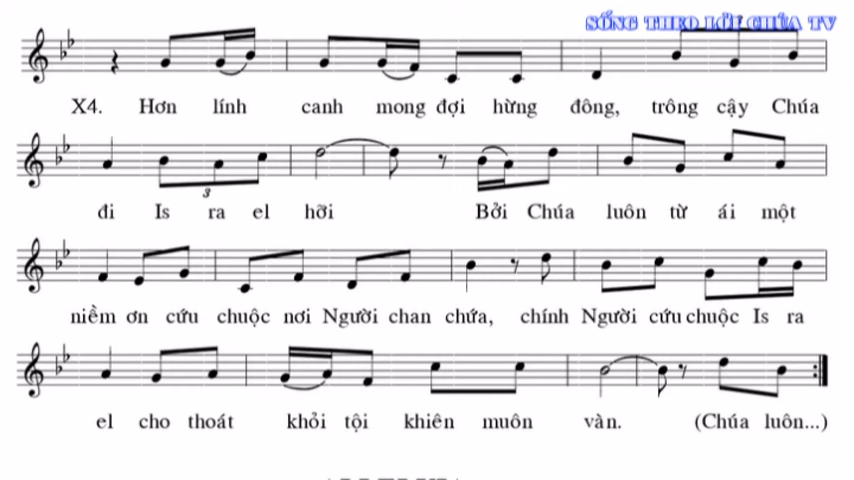 SỐNG THEO LỜI CHÚA TV
X4. Hơn lính canh mong đợi hừng đông, trông cậy Chúa
3
đi Is ra el hỡi Bởi Chúa luôn từ ái một
niềm ơn cứu chuộc nơi Người chan chứa, chính Người cứu chuộc Is ra
el cho thoát khỏi tội khiên muôn vàn. (Chúa luôn...)